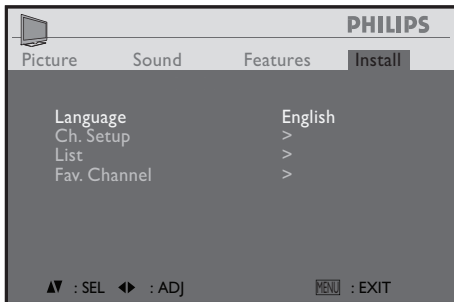 PHILIPS
Picture Sound Features Install
Language English
Ch. Setup >
List >
Fav. Channel >
: SEL : ADJ MENU : EXIT